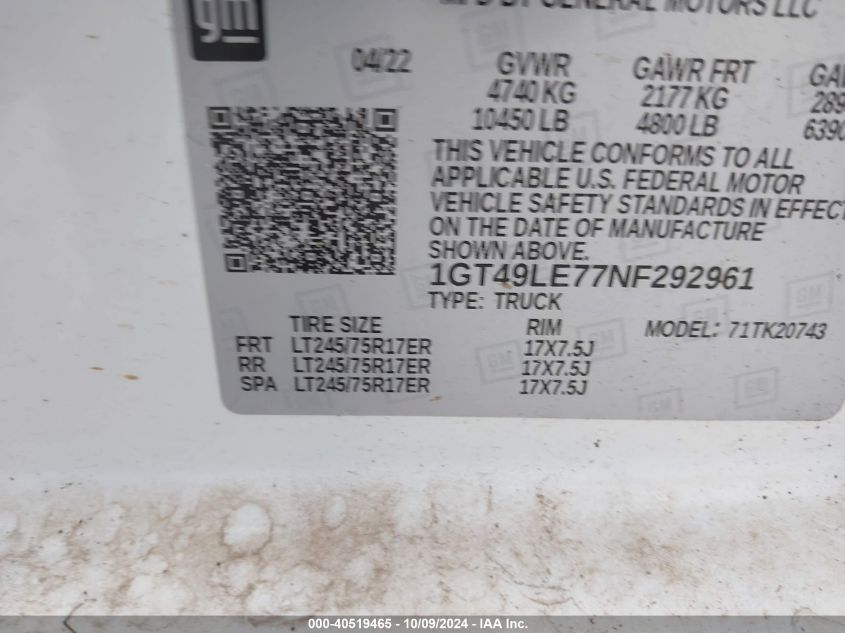 gm
MFD BY GENERAL MOTORS LLC
04/22
GVWR GAWR FRT
4740 KG 2177 KG
10450 LB 4800 LB
THIS VEHICLE CONFORMS TO ALL
APPLICABLE U.S. FEDERAL MOTOR
VEHICLE SAFETY STANDARDS IN EFFECT
ON THE DATE OF MANUFACTURE
SHOWN ABOVE.
1GT49LE77NF292961
TYPE: TRUCK
TIRE SIZE RIM MODEL: 71TK20743
FRT LT245/75R17ER 17X7.5J
RR LT245/75R17ER 17X7.5J
SPA LT245/75R17ER 17X7.5J
000-40519465 - 10/09/2024 - IAA Inc.